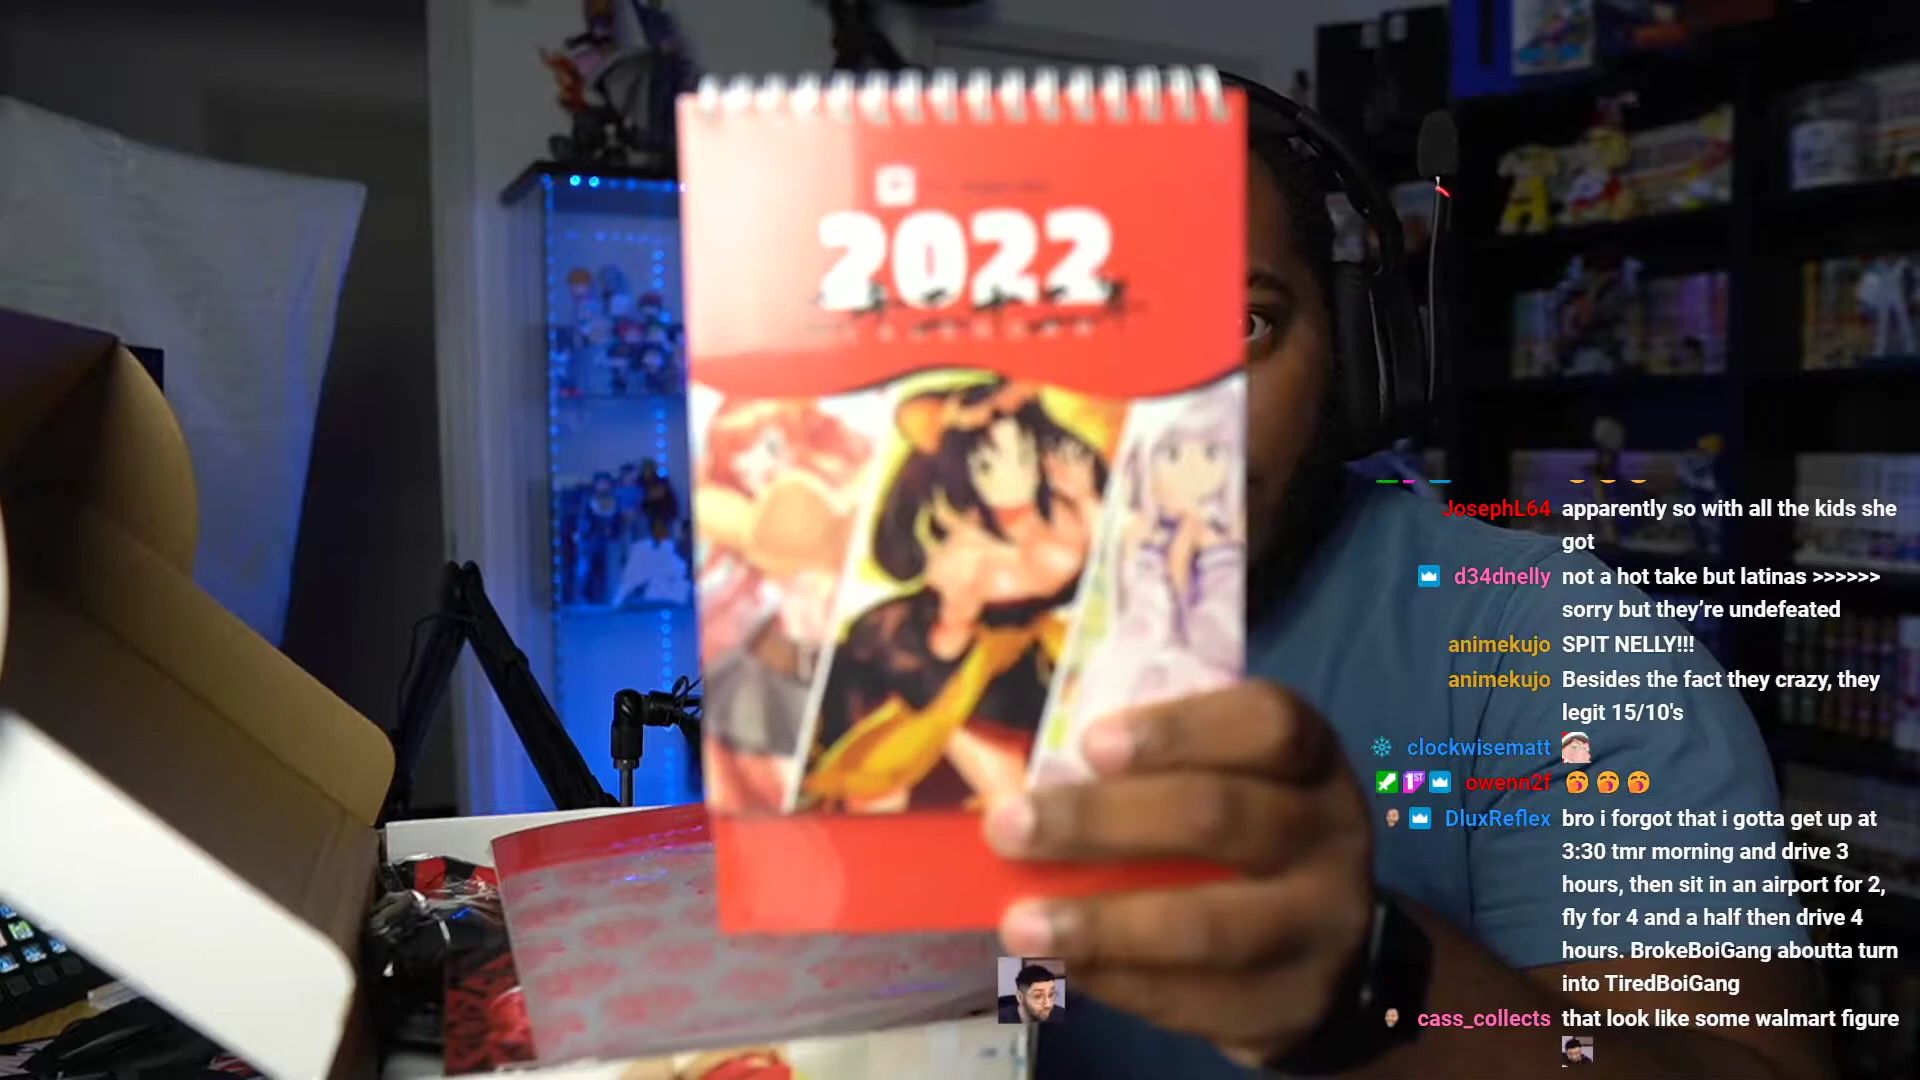 2022
JosephL64 apparently so with all the kids she
got
d34dnelly not a hot take but latinas >>>>>>
sorry but they’re undefeated
animekujo SPIT NELLY!!!
animekujo Besides the fact they crazy, they
legit 15/10's
clockwisematt
1ST owenn2f
DluxReflex bro i forgot that i gotta get up at
3:30 tmr morning and drive 3
hours, then sit in an airport for 2,
fly for 4 and a half then drive 4
hours. BrokeBoiGang aboutta turn
into TiredBoiGang
cass_collects that look like some walmart figure